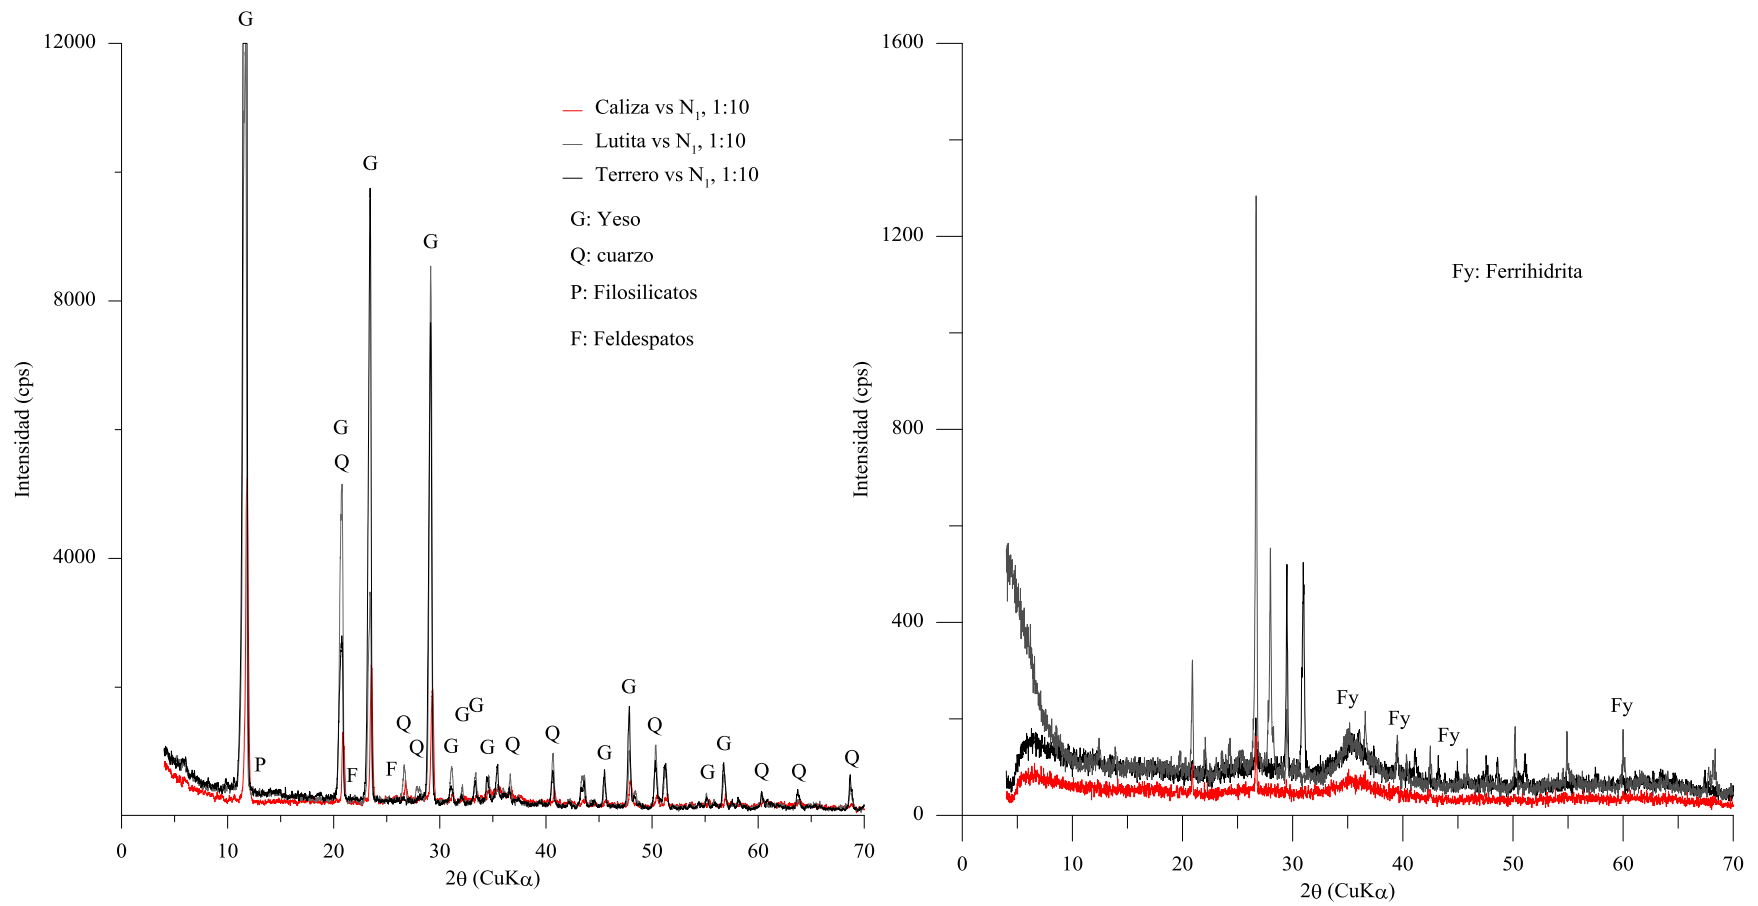 G
12000
Caliza vs N1, 1:10
Lutita vs N1, 1:10
Terrero vs N1, 1:10
G
G: Yeso
G
Q: cuarzo
P: Filosilicatos
8000
F: Feldespatos
Intensidad (cps)
G
Q
4000
G
G
G
Q
G
Q
Q
G
G
Q
Q
G
G
P
F
F
G
Q
Q
Q
0
10
20
30
40
50
60
70
2θ (CuKα)
1600
1200
Fy: Ferrihidrita
800
Intensidad (cps)
400
Fy
Fy
Fy
Fy
0
0
10
20
30
40
50
60
70
2θ (CuKα)